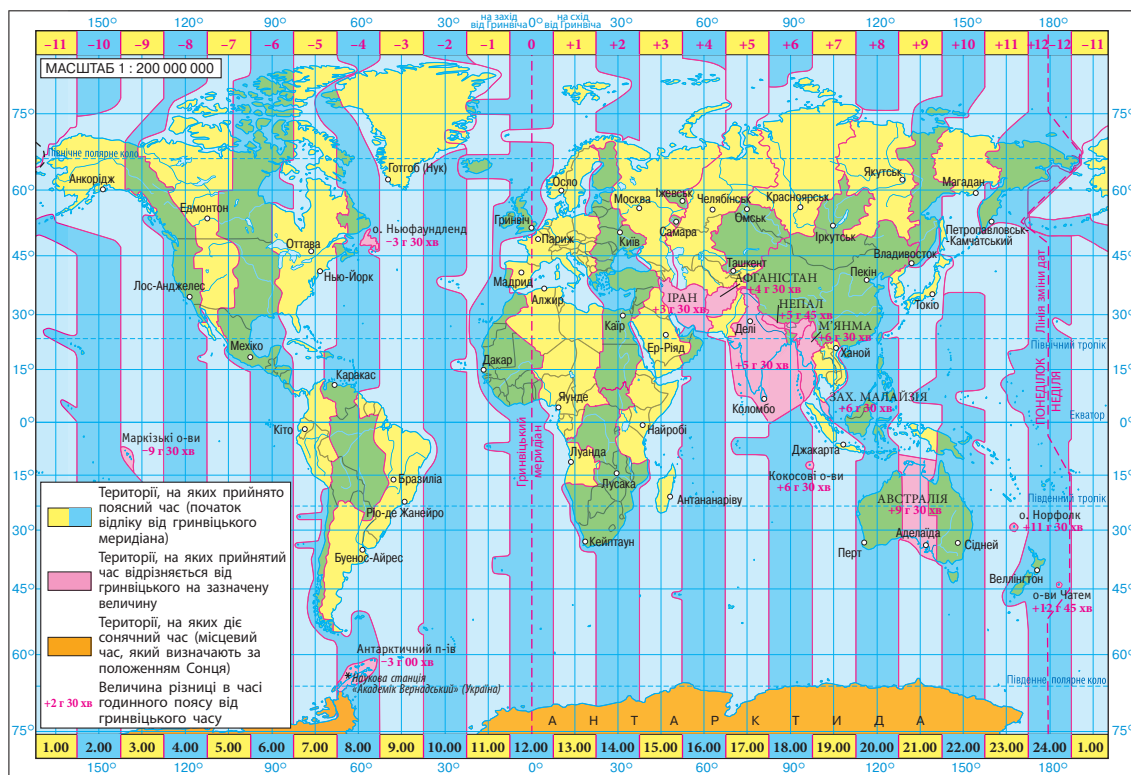 на захід від Гринвіча
на схід від Гринвіча
150° 120° 90° 60° 30° 0° 30° 60° 90° 120° 150° 180°
–11 –10 –9 –8 –7 –6 –5 –4 –3 –2 –1 0 +1 +2 +3 +4 +5 +6 +7 +8 +9 +10 +11 +12 –12 –11
МАСШТАБ 1 : 200 000 000
75° 75°
Північне полярне коло
Анкорідж
Готгоб (Нук)
Осло
Москва
Іжевськ
Челябінськ
Красноярськ
Якутськ
Магадан
60° 60°
Едмонтон
о. Ньюфаундленд
–3 г 30 хв
Гринвіч
Париж
Київ
Самара
Омськ
Іркутськ
Петропавловськ-
-Камчатський
Оттава
45° 45°
Нью-Йорк
Мадрид
Ташкент
Пекін
Владивосток
Лос-Анджелес
Алжир
АФГАНІСТАН
+4 г 30 хв
ІРАН
+3 г 30 хв
НЕПАЛ
+5 г 45 хв
Токіо
30° 30°
Каїр
Делі
М'ЯНМА
+6 г 30 хв
Мехіко
Ер-Ріяд
Ханой
Північний тропік
Лінія зміни дат
ПОНЕДІЛОК
НЕДІЛЯ
15° 15°
Дакар
+5 г 30 хв
Каракас
Яунде
Коломбо
ЗАХ. МАЛАЙЗІЯ
+6 г 30 хв
Екватор
0° 0°
Кіто
Гринвіцький
меридіан
Найробі
Маркізькі о-ви
–9 г 30 хв
Луанда
Джакарта
Кокосові о-ви
+6 г 30 хв
15° 15°
Бразиліа
Лусака
Антананаріву
АВСТРАЛІЯ
+9 г 30 хв
Південний тропік
Ріо-де Жанейро
о. Норфолк
+11 г 30 хв
30° 30°
Буенос-Айрес
Кейптаун
Перт
Аделаїда
Сідней
Веллінгтон
45° 45°
о-ви Чатем
+12 г 45 хв
60° 60°
Антарктичний п-ів
–3 г 00 хв
Наукова станція
«Академік Вернадський» (Україна)
Південне, полярне коло
АНТАРКТИДА
75° 75°
Території, на яких прийнято
поясний час (початок
відліку від гринвіцького
меридіана)
Території, на яких прийнятий
час відрізняється від
гринвіцького на зазначену
величину
Території, на яких діє
сонячний час (місцевий
час, який визначають за
положенням Сонця)
+2 г 30 хв
Величина різниці в часі
годинного поясу від
гринвіцького часу
1.00 2.00 3.00 4.00 5.00 6.00 7.00 8.00 9.00 10.00 11.00 12.00 13.00 14.00 15.00 16.00 17.00 18.00 19.00 20.00 21.00 22.00 23.00 24.00 1.00
150° 120° 90° 60° 30° 0° 30° 60° 90° 120° 150° 180°